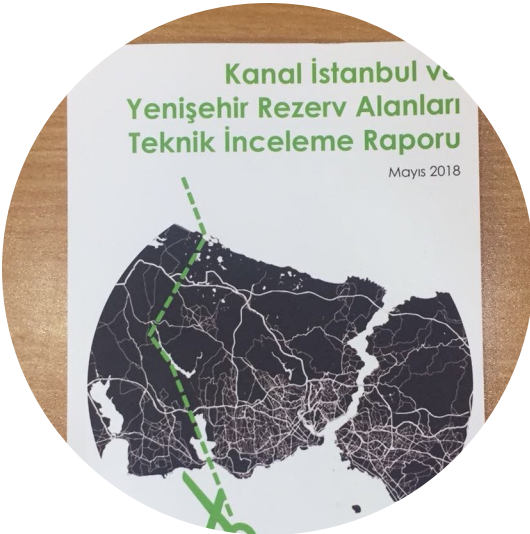 Kanal İstanbul ve
Yenişehir Rezerv Alanları
Teknik İnceleme Raporu
Mayıs 2018